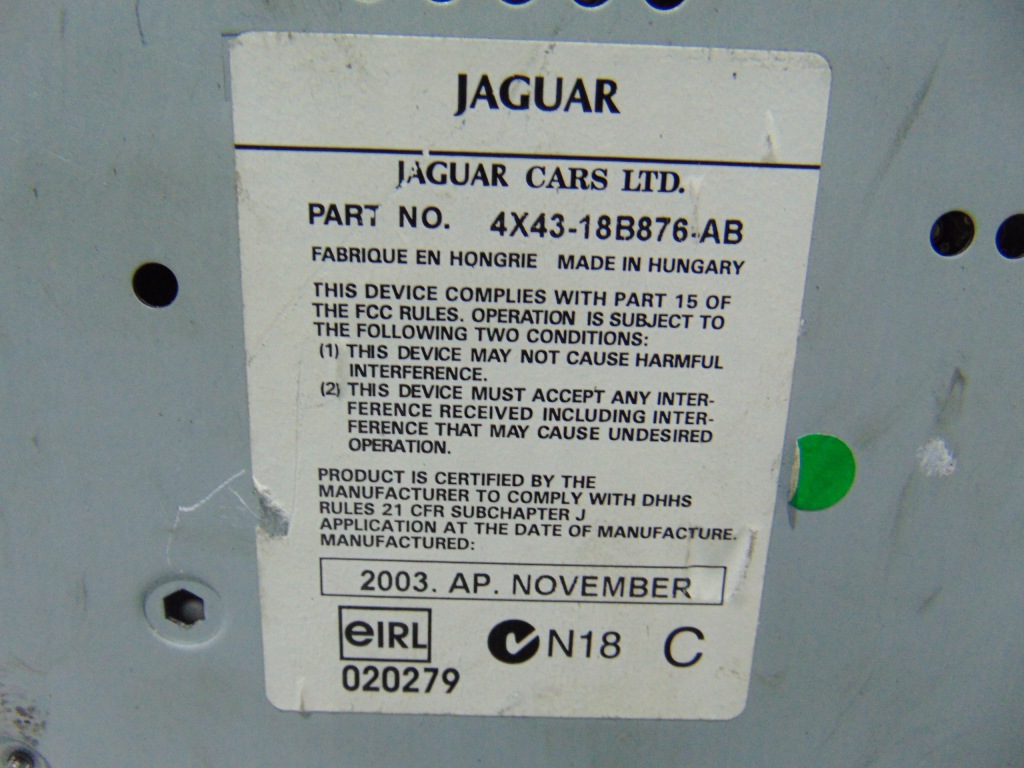 JAGUAR
JAGUAR CARS LTD.
PART NO. 4X43-18B876-AB
FABRIQUE EN HONGRIE MADE IN HUNGARY
THIS DEVICE COMPLIES WITH PART 15 OF
THE FCC RULES. OPERATION IS SUBJECT TO
THE FOLLOWING TWO CONDITIONS:
(1) THIS DEVICE MAY NOT CAUSE HARMFUL
INTERFERENCE.
(2) THIS DEVICE MUST ACCEPT ANY INTER-
FERENCE RECEIVED INCLUDING INTER-
FERENCE THAT MAY CAUSE UNDESIRED
OPERATION.
PRODUCT IS CERTIFIED BY THE
MANUFACTURER TO COMPLY WITH DHHS
RULES 21 CFR SUBCHAPTER J
APPLICATION AT THE DATE OF MANUFACTURE.
MANUFACTURED:
2003. AP. NOVEMBER
eIRL N18 C
020279